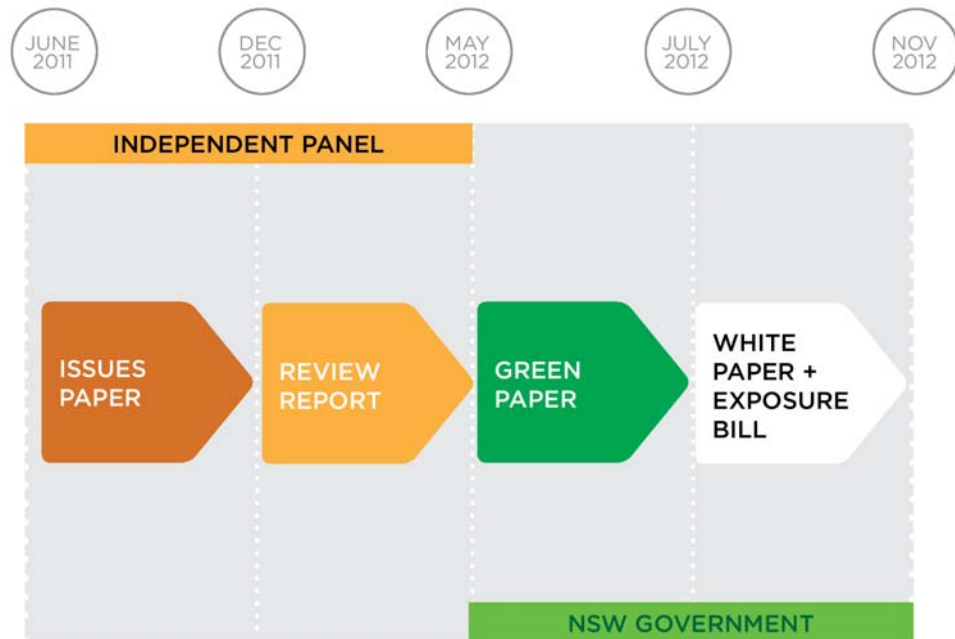 JUNE
2011
DEC
2011
MAY
2012
JULY
2012
NOV
2012
INDEPENDENT PANEL
ISSUES
PAPER
REVIEW
REPORT
GREEN
PAPER
WHITE
PAPER +
EXPOSURE
BILL
NSW GOVERNMENT